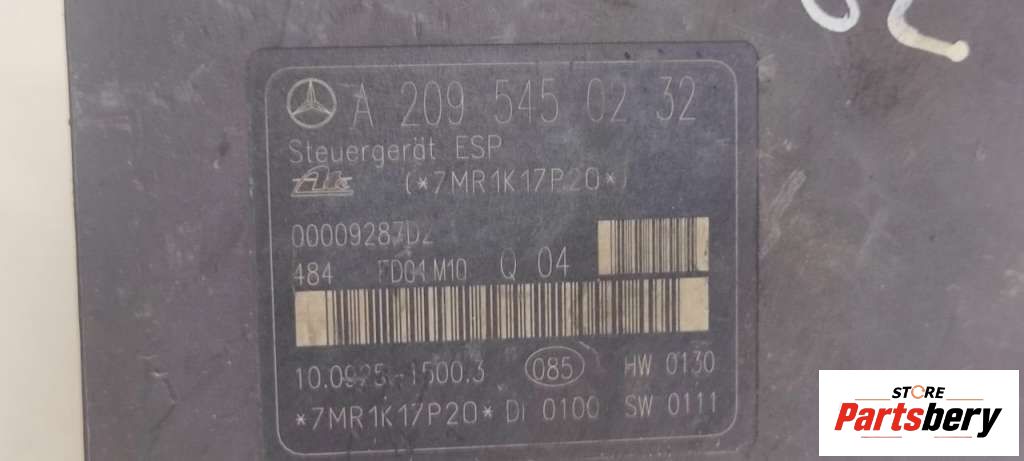 A 209 545 02 32
Steuergerät ESP
Ate (*7MR1K17P20*)
00009287D2
484 FD04M10 Q 04
10.0925-1500.3 085 HW 0130
*7MR1K17P20* DI 0100 SW 0111
STORE
Partsbery